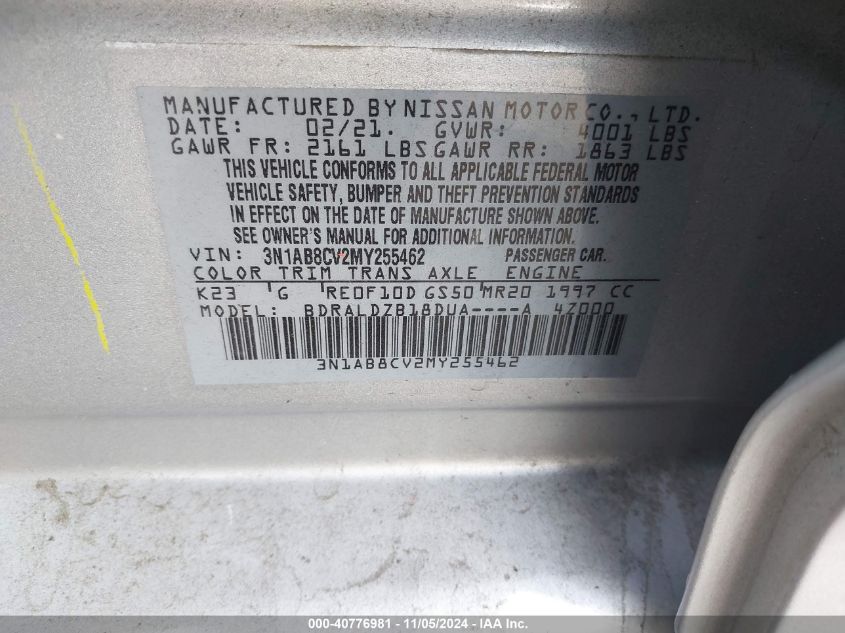 MANUFACTURED BY NISSAN MOTOR CO., LTD.
DATE: 02/21. GVWR: 4001 LBS
GAWR FR: 2161 LBS GAWR RR: 1863 LBS
THIS VEHICLE CONFORMS TO ALL APPLICABLE FEDERAL MOTOR
VEHICLE SAFETY, BUMPER AND THEFT PREVENTION STANDARDS
IN EFFECT ON THE DATE OF MANUFACTURE SHOWN ABOVE.
SEE OWNER'S MANUAL FOR ADDITIONAL INFORMATION.
VIN: 3N1AB8CV2MY255462 PASSENGER CAR.
COLOR TRIM TRANS AXLE ENGINE
K23 'G 'RE0F10D GS50 MR20 1997 CC
MODEL: BDRALDZB18DUA----A 4Z000
3N1AB8CV2MY255462
000-40776981 - 11/05/2024 - IAA Inc.